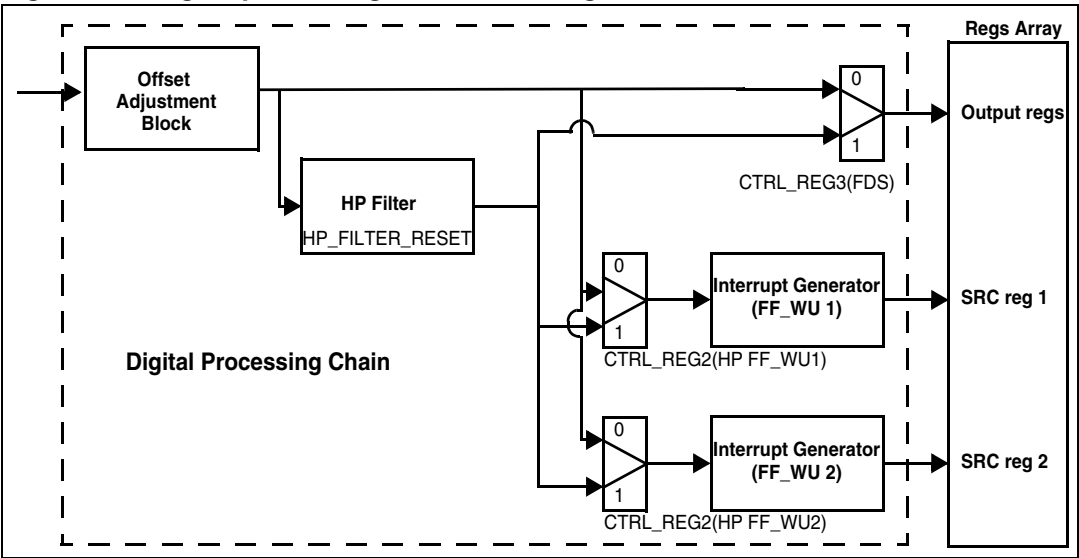 Regs Array
Offset
Adjustment
Block
0
1
Output regs
CTRL_REG3(FDS)
HP Filter
HP_FILTER_RESET
0
1
Interrupt Generator
(FF_WU 1)
SRC reg 1
CTRL_REG2(HP FF_WU1)
Digital Processing Chain
0
1
Interrupt Generator
(FF_WU 2)
SRC reg 2
CTRL_REG2(HP FF_WU2)